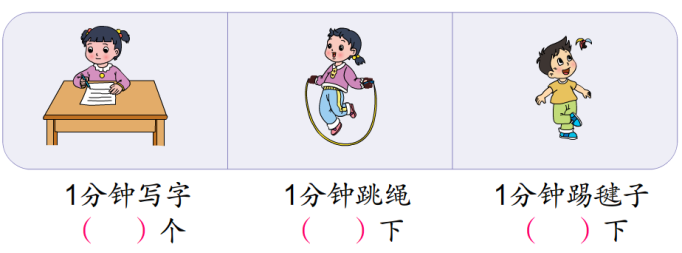 1分钟写字
( )个
1分钟跳绳
( )下
1分钟踢毽子
( )下